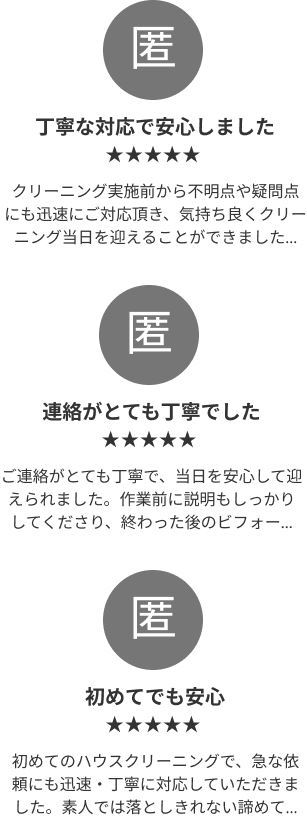 匿
丁寧な対応で安心しました
★★★★★
クリーニング実施前から不明点や疑問点
にも迅速にご対応頂き、気持ち良くクリー
ニング当日を迎えることができました...
匿
連絡がとても丁寧でした
★★★★★
ご連絡がとても丁寧で、当日を安心して迎
えられました。作業前に説明もしっかり
してくださり、終わった後のビフォー...
匿
初めてでも安心
★★★★★
初めてのハウスクリーニングで、急な依
頼にも迅速・丁寧に対応していただきま
した。素人では落としきれない諦めて...